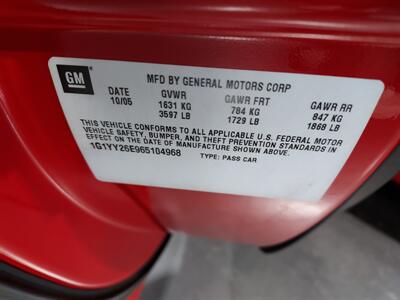 GM
MFD BY GENERAL MOTORS CORP
DATE GVWR GAWR FRT GAWR RR
10/05 1631 KG 784 KG 847 KG
3597 LB 1729 LB 1868 LB
THIS VEHICLE CONFORMS TO ALL APPLICABLE U.S. FEDERAL MOTOR
VEHICLE SAFETY, BUMPER, AND THEFT PREVENTION STANDARDS IN
EFFECT ON THE DATE OF MANUFACTURE SHOWN ABOVE.
1G1YY26E965104968 TYPE: PASS CAR